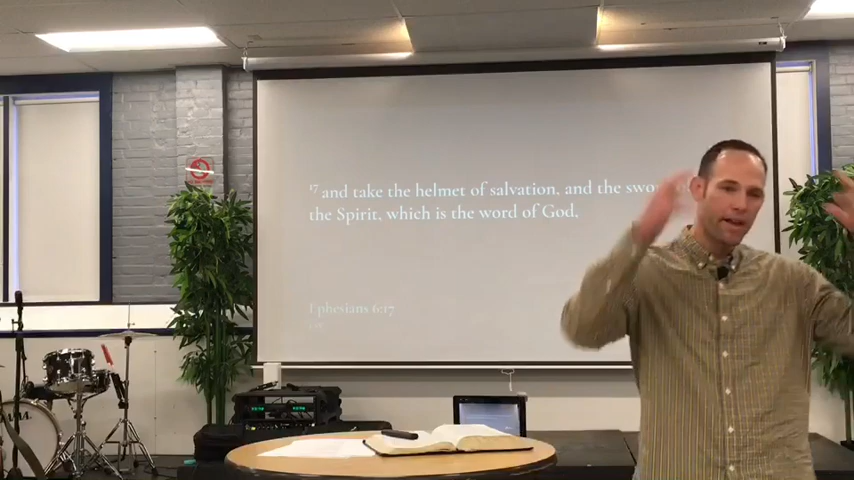 17 and take the helmet of salvation, and the
the Spirit, which is the word of God,
Ephesians 6:17